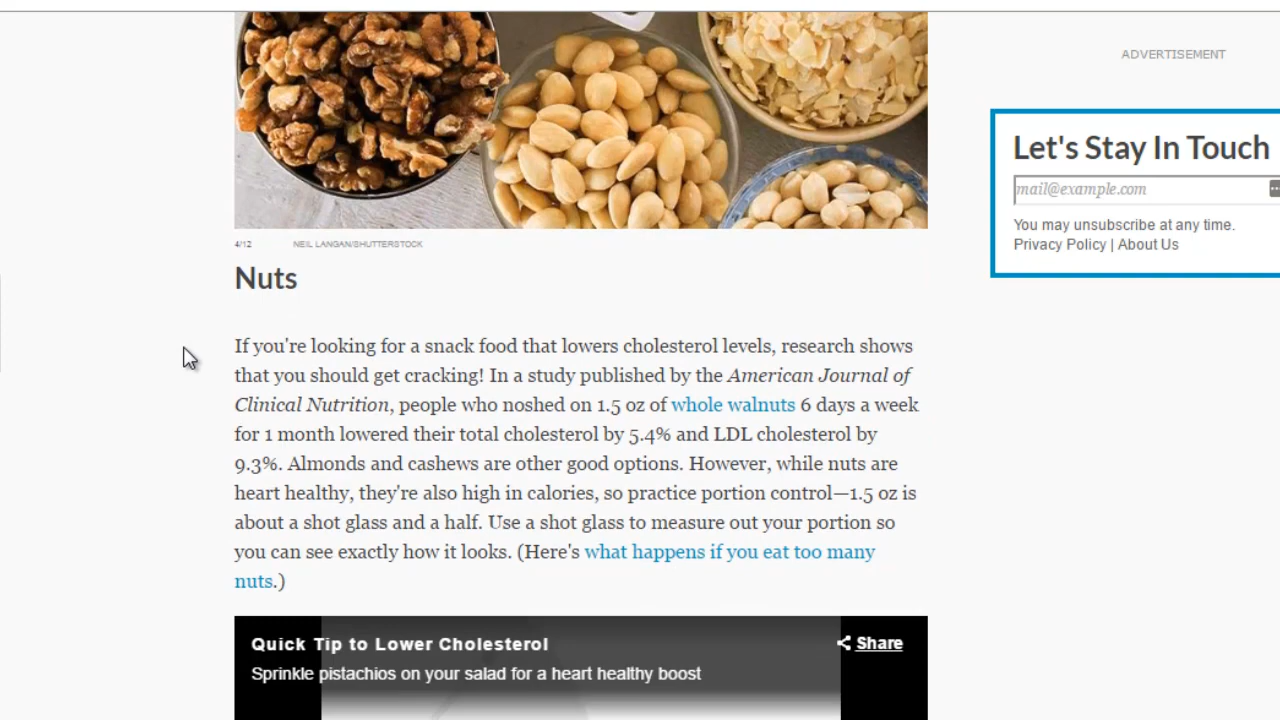 ADVERTISEMENT
Let's Stay In Touch
mail@example.com
You may unsubscribe at any time.
Privacy Policy | About Us
4/12 NEIL LANGAN/SHUTTERSTOCK
Nuts
If you're looking for a snack food that lowers cholesterol levels, research shows
that you should get cracking! In a study published by the American Journal of
Clinical Nutrition, people who noshed on 1.5 oz of whole walnuts 6 days a week
for 1 month lowered their total cholesterol by 5.4% and LDL cholesterol by
9.3%. Almonds and cashews are other good options. However, while nuts are
heart healthy, they're also high in calories, so practice portion control—1.5 oz is
about a shot glass and a half. Use a shot glass to measure out your portion so
you can see exactly how it looks. (Here's what happens if you eat too many
nuts.)
Quick Tip to Lower Cholesterol
Share
Sprinkle pistachios on your salad for a heart healthy boost